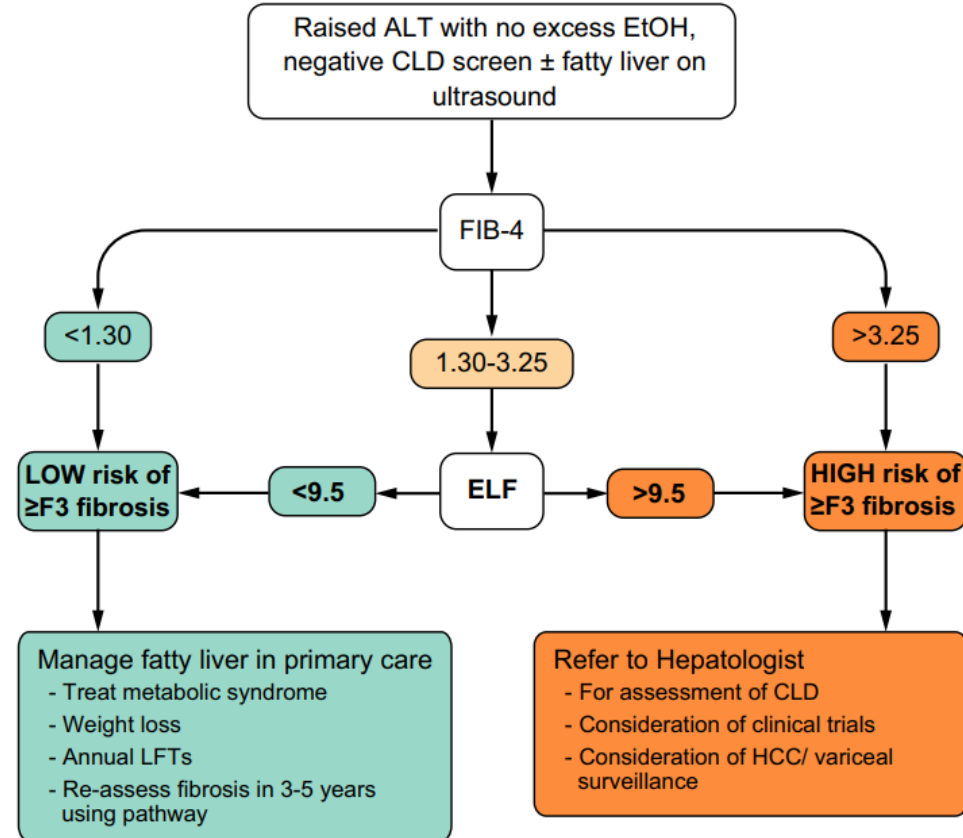 Raised ALT with no excess EtOH,
negative CLD screen ± fatty liver on
ultrasound
FIB-4
<1.30
1.30-3.25
>3.25
LOW risk of
≥F3 fibrosis
<9.5
ELF
>9.5
HIGH risk of
≥F3 fibrosis
Manage fatty liver in primary care
- Treat metabolic syndrome
- Weight loss
- Annual LFTs
- Re-assess fibrosis in 3-5 years
using pathway
Refer to Hepatologist
- For assessment of CLD
- Consideration of clinical trials
- Consideration of HCC/ variceal
surveillance